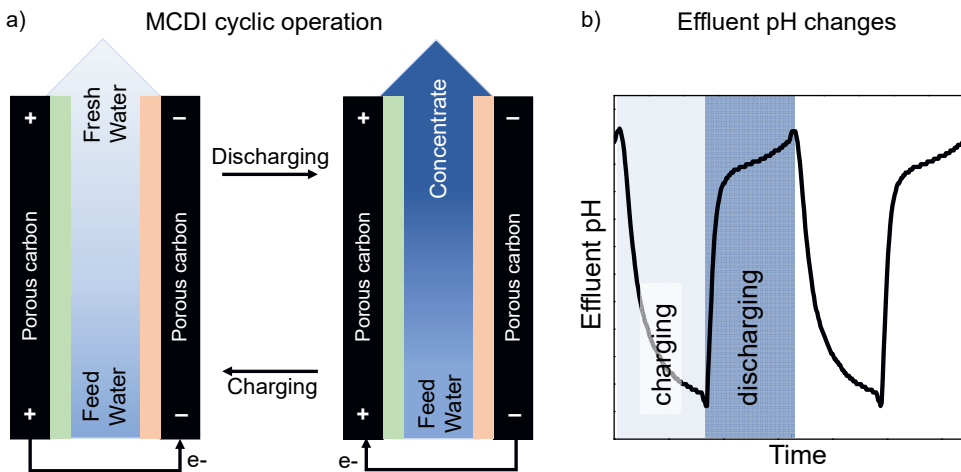 a)
MCDI cyclic operation
+
Porous carbon
+
Fresh
Water
Feed
Water
−
Porous carbon
−
e-
Discharging
Charging
+
Porous carbon
+
Concentrate
Feed
Water
−
Porous carbon
−
e-
b)
Effluent pH changes
Effluent pH
charging
discharging
Time